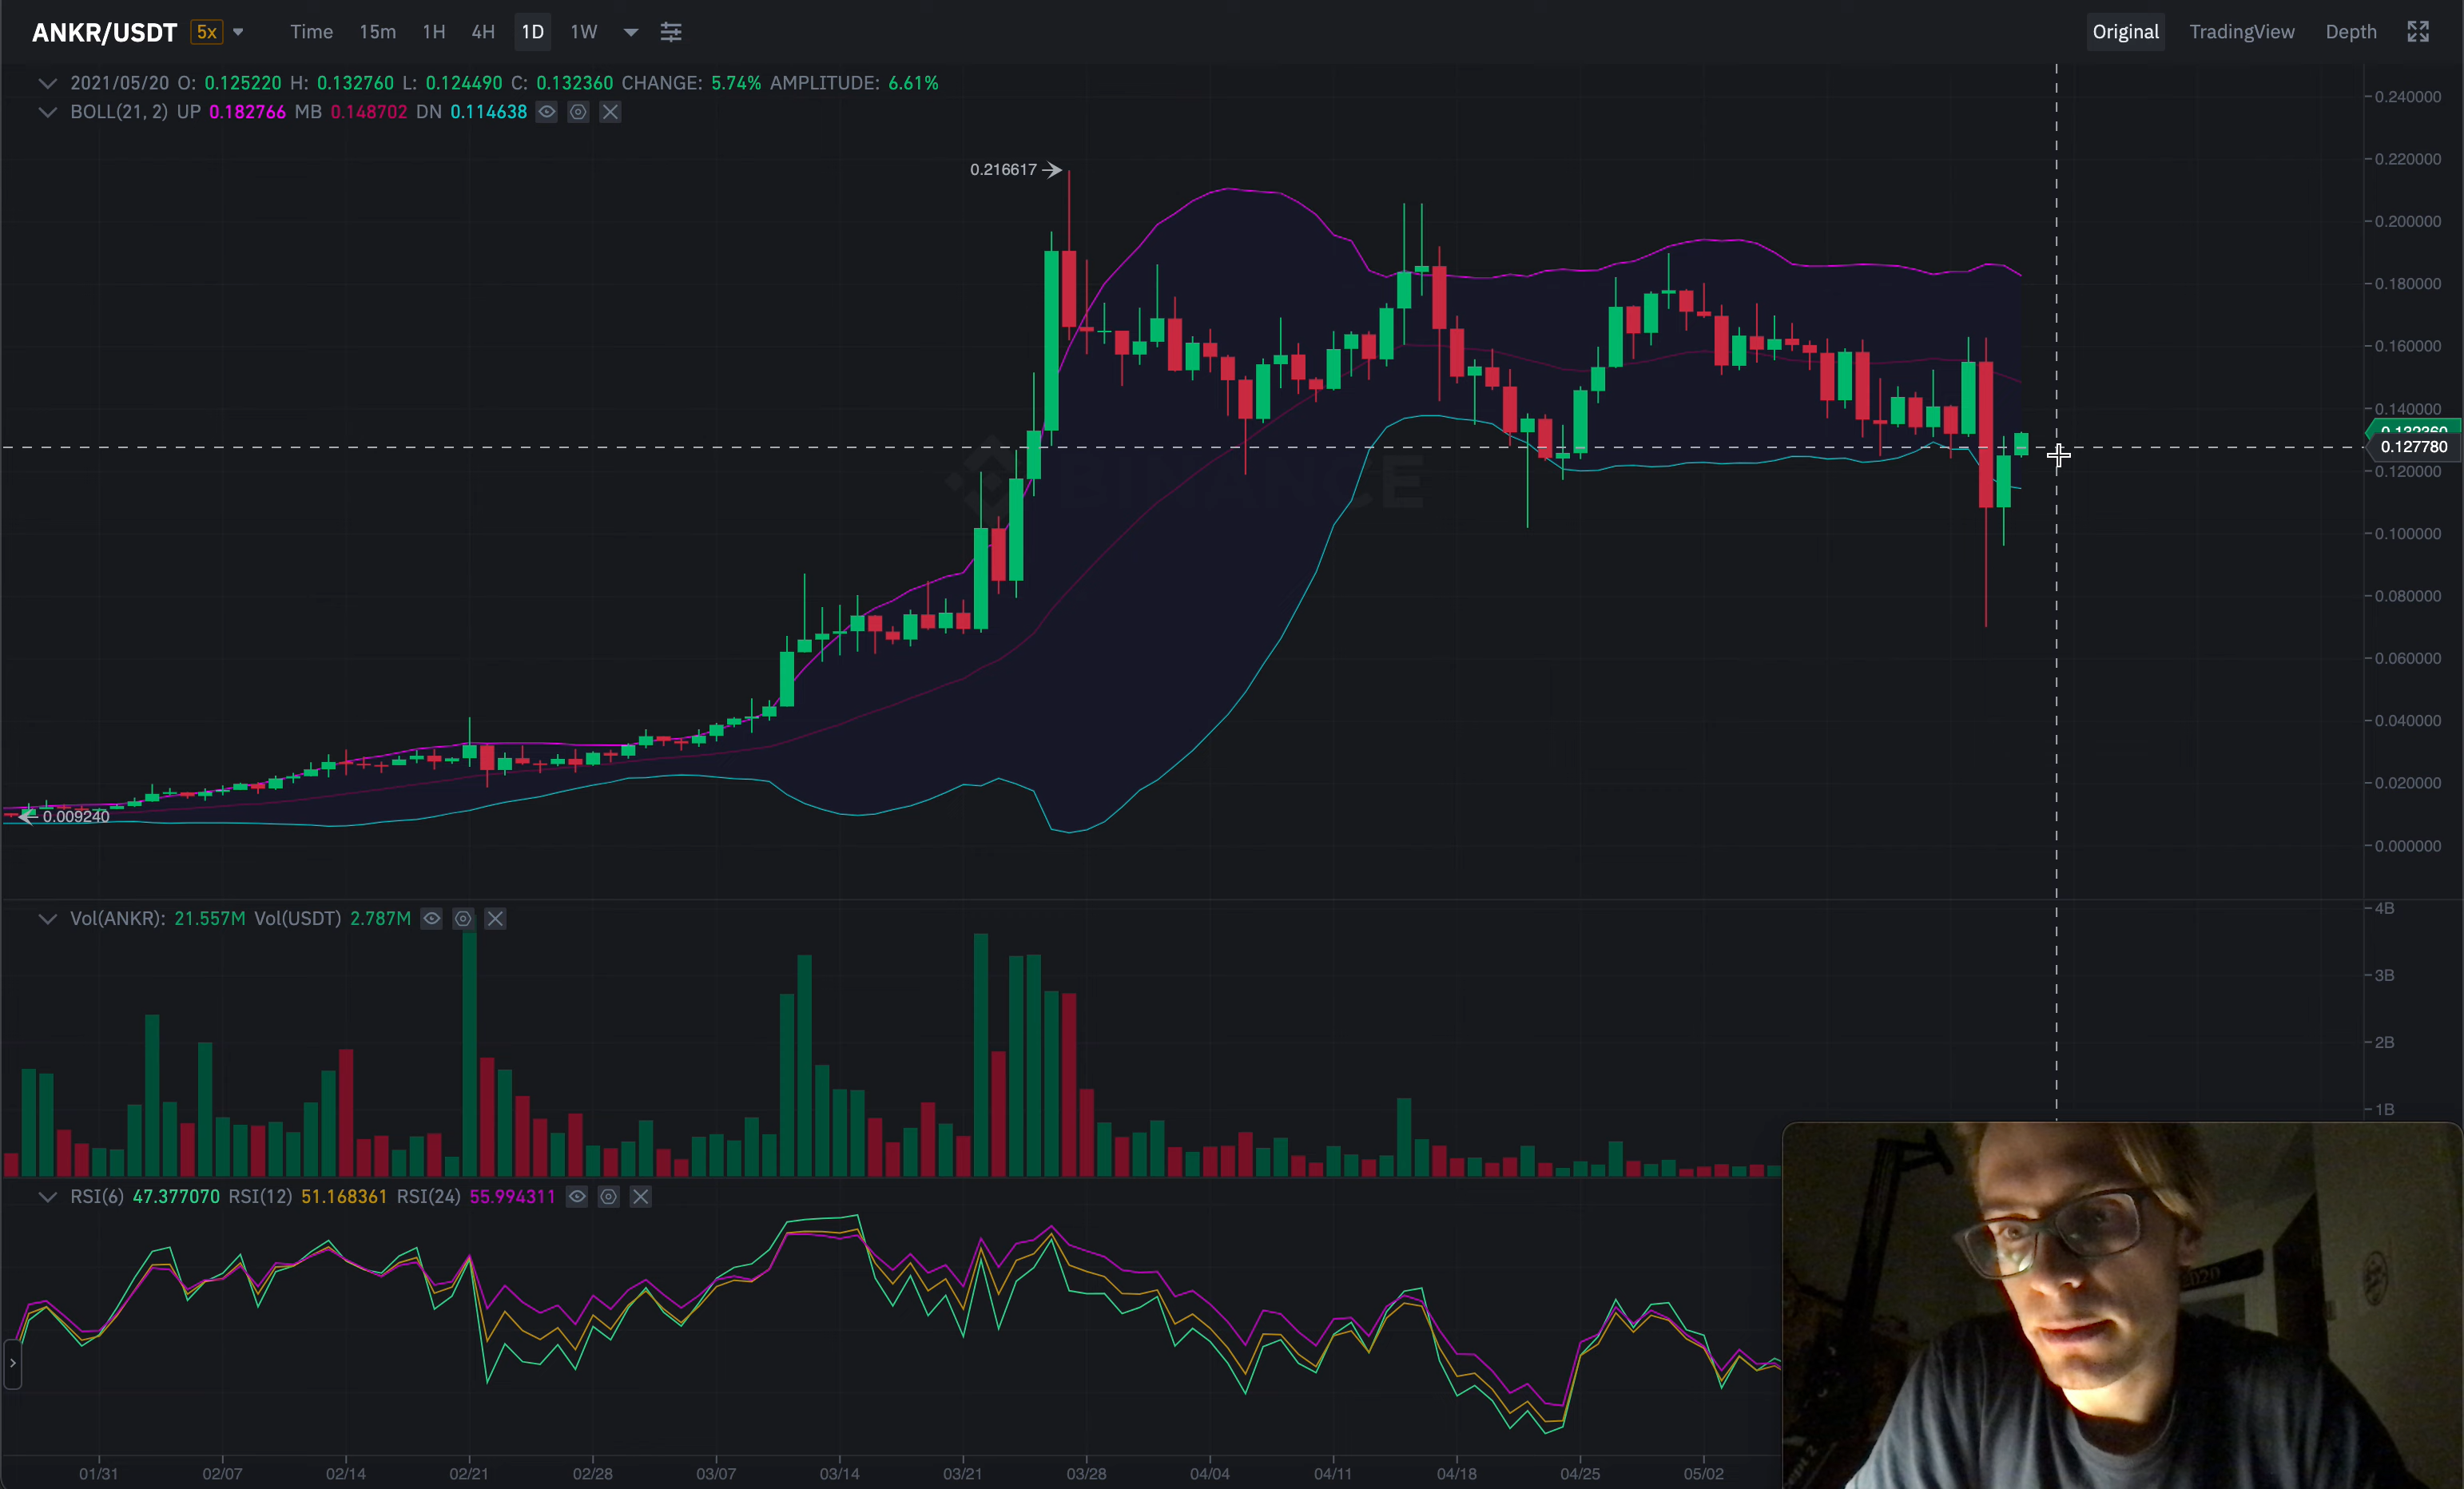 ANKR/USDT 5x Time 15m 1H 4H 1D 1W Original TradingView Depth
2021/05/20 O: 0.125220 H: 0.132760 L: 0.124490 C: 0.132360 CHANGE: 5.74% AMPLITUDE: 6.61%
BOLL(21, 2) UP 0.182766 MB 0.148702 DN 0.114638
0.240000
0.220000
0.216617
0.200000
0.180000
0.160000
0.140000
0.132360
0.127780
0.120000
0.100000
0.080000
0.060000
0.040000
0.020000
0.009240
0.000000
Vol(ANKR): 21.557M Vol(USDT) 2.787M
4B
3B
2B
1B
RSI(6) 47.377070 RSI(12) 51.168361 RSI(24) 55.994311
2020
01/31 02/07 02/14 02/21 02/28 03/07 03/14 03/21 03/28 04/04 04/11 04/18 04/25 05/02